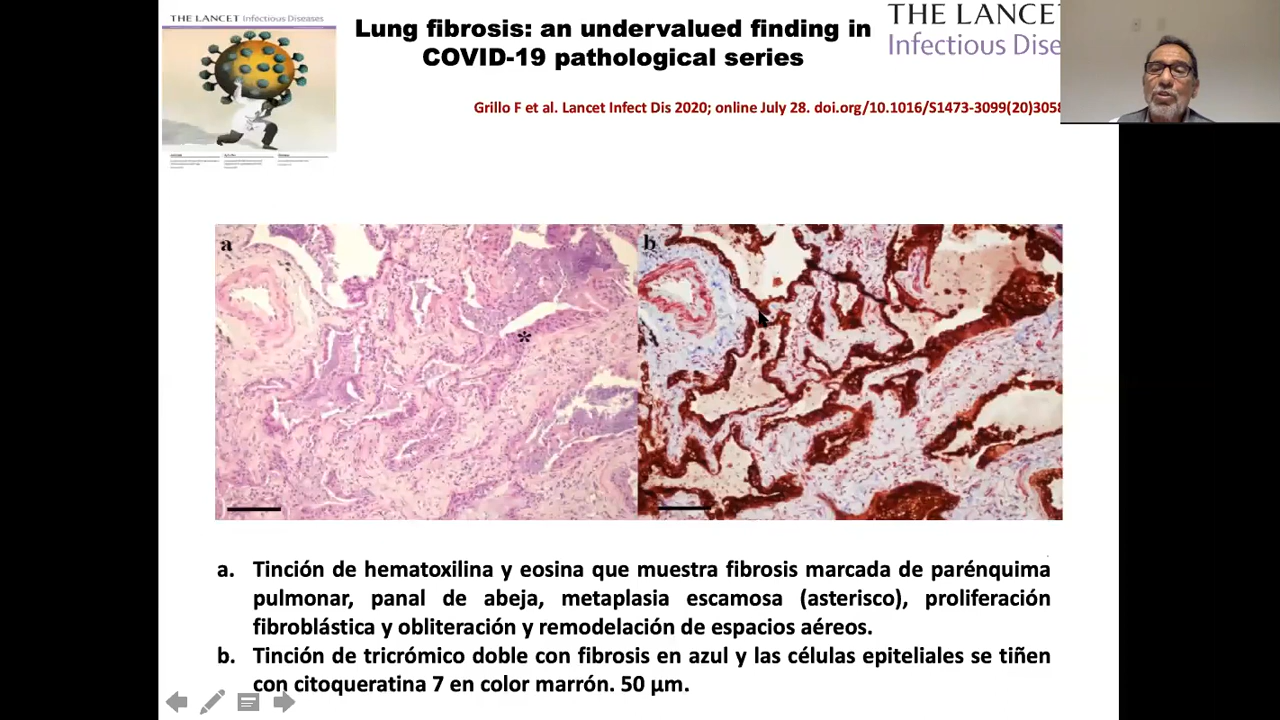 THE LANCET Infectious Diseases
Lung fibrosis: an undervalued finding in
COVID-19 pathological series
THE LANCE
Infectious Dise
Grillo F et al. Lancet Infect Dis 2020; online July 28. doi.org/10.1016/S1473-3099(20)3058
a
b
*
a. Tinción de hematoxilina y eosina que muestra fibrosis marcada de parénquima
pulmonar, panal de abeja, metaplasia escamosa (asterisco), proliferación
fibroblástica y obliteración y remodelación de espacios aéreos.
b. Tinción de tricrómico doble con fibrosis en azul y las células epiteliales se tiñen
con citoqueratina 7 en color marrón. 50 µm.